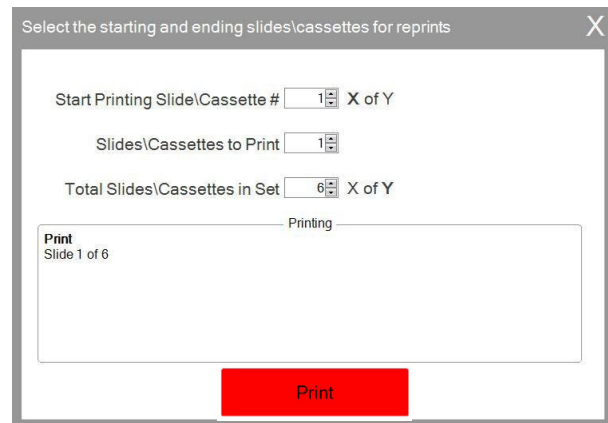 Select the starting and ending slides\cassettes for reprints X
Start Printing Slide\Cassette # 1 X of Y
Slides\Cassettes to Print 1
Total Slides\Cassettes in Set 6 X of Y
Printing
Print
Slide 1 of 6
Print